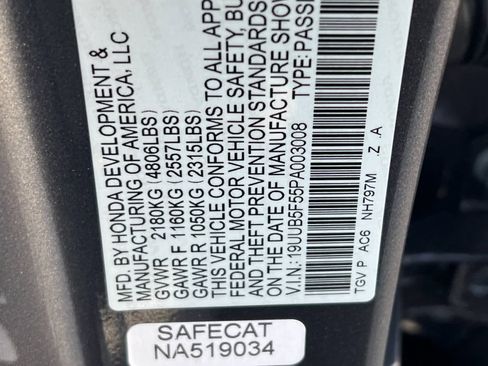 MFD. BY HONDA DEVELOPMENT &
MANUFACTURING OF AMERICA, LLC
GVWR 2180KG (4806LBS)
GAWR F 1160KG (2557LBS)
GAWR R 1050KG (2315LBS)
THIS VEHICLE CONFORMS TO ALL APP
FEDERAL MOTOR VEHICLE SAFETY, BU
AND THEFT PREVENTION STANDARDS
THE DATE OF MANUFACTURE SHOW
V.I.N.: 19UUB5F55PA003008 TYPE: PASS
TGV P AC6 NH797M Z .A
SAFECAT
NA519034